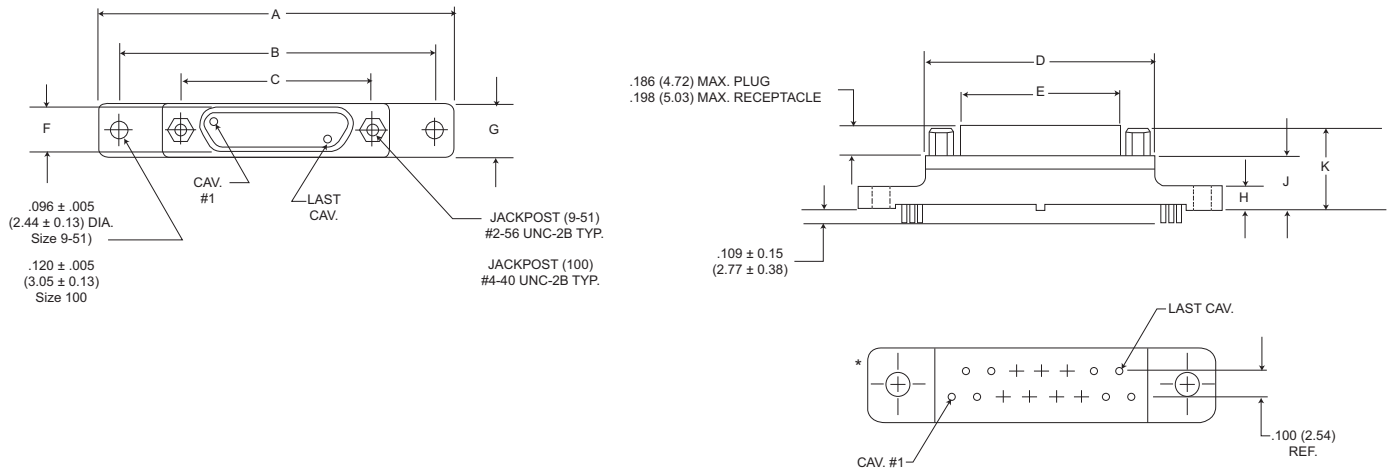 A
B
C
F
G
CAV.
#1
LAST
CAV.
.096 ± .005
(2.44 ± 0.13) DIA.
Size 9-51)
.120 ± .005
(3.05 ± 0.13)
Size 100
JACKPOST (9-51)
#2-56 UNC-2B TYP.
JACKPOST (100)
#4-40 UNC-2B TYP.
D
.186 (4.72) MAX. PLUG
.198 (5.03) MAX. RECEPTACLE
E
K
J
H
.109 ± 0.15
(2.77 ± 0.38)
LAST CAV.
*
.100 (2.54)
REF.
CAV. #1